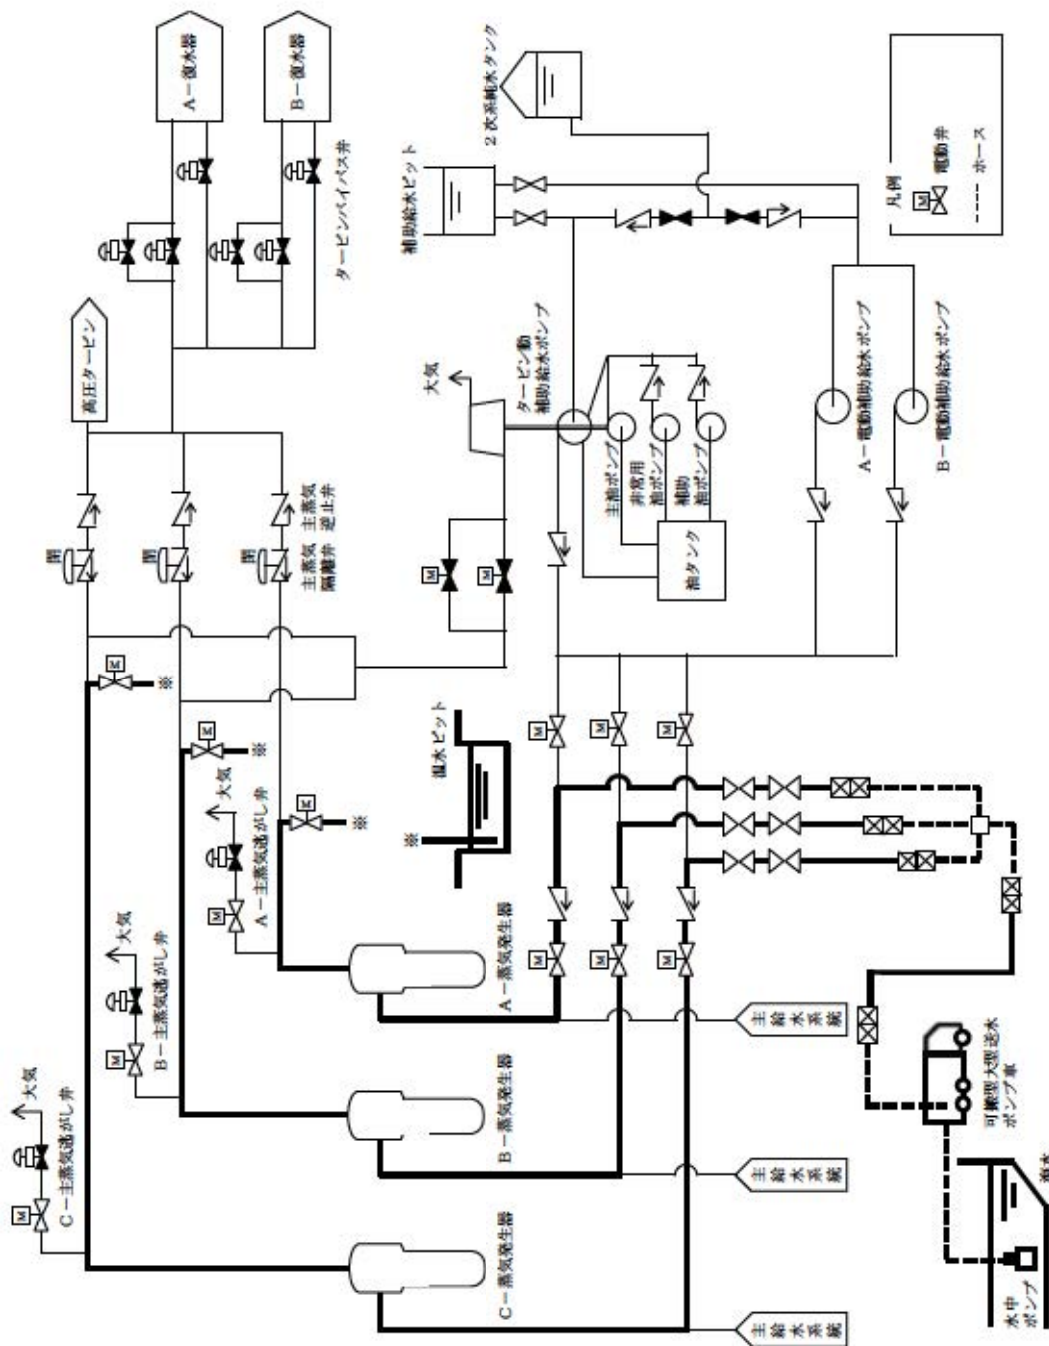 A－復水器
B－復水器
タービンバイパス弁
高圧タービン
閉
閉
閉
主蒸気
隔離弁
主蒸気
逆止弁
2次系純水タンク
補助給水ピット
凡例
M
電動弁
ホース
大気
タービン動
補助給水ポンプ
主油ポンプ
非常用
油ポンプ
補助
油ポンプ
油タンク
A－電動補助給水ポンプ
B－電動補助給水ポンプ
M
M
M
※
M
※
M
※
大気
M
A－主蒸気逃がし弁
大気
M
B－主蒸気逃がし弁
大気
M
C－主蒸気逃がし弁
温水ピット
※
A－蒸気発生器
B－蒸気発生器
C－蒸気発生器
M
M
M
M
M
M
主給水系統
主給水系統
主給水系統
可搬型大型送水
ポンプ車
水中
ポンプ